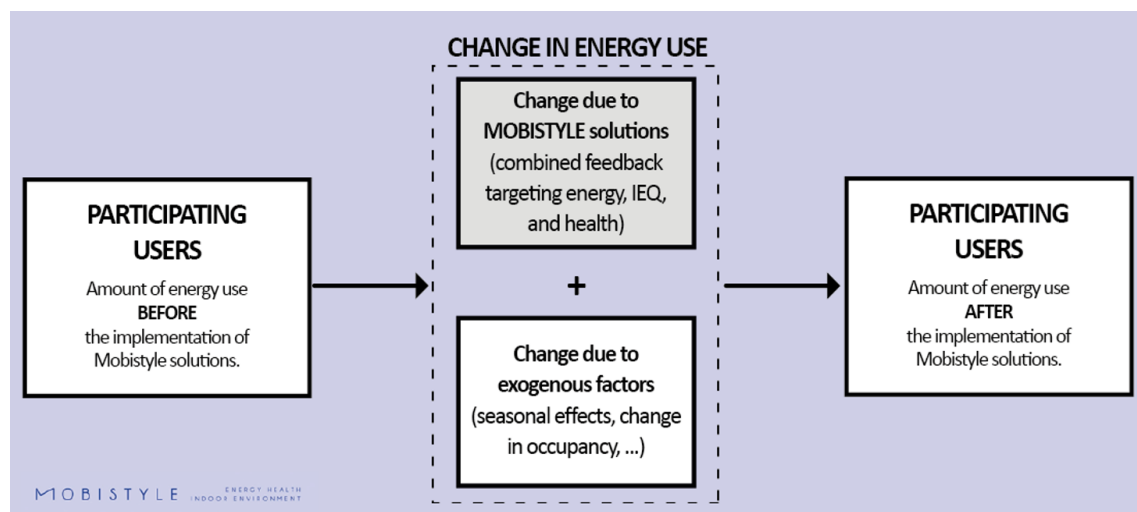 CHANGE IN ENERGY USE
PARTICIPATING
USERS
Amount of energy use
BEFORE
the implementation of
Mobistyle solutions.
Change due to
MOBISTYLE solutions
(combined feedback
targeting energy, IEQ,
and health)
+
Change due to
exogenous factors
(seasonal effects, change
in occupancy, ...)
PARTICIPATING
USERS
Amount of energy use
AFTER
the implementation of
Mobistyle solutions.
MOBISTYLE
ENERGY HEALTH
INDOOR ENVIRONMENT